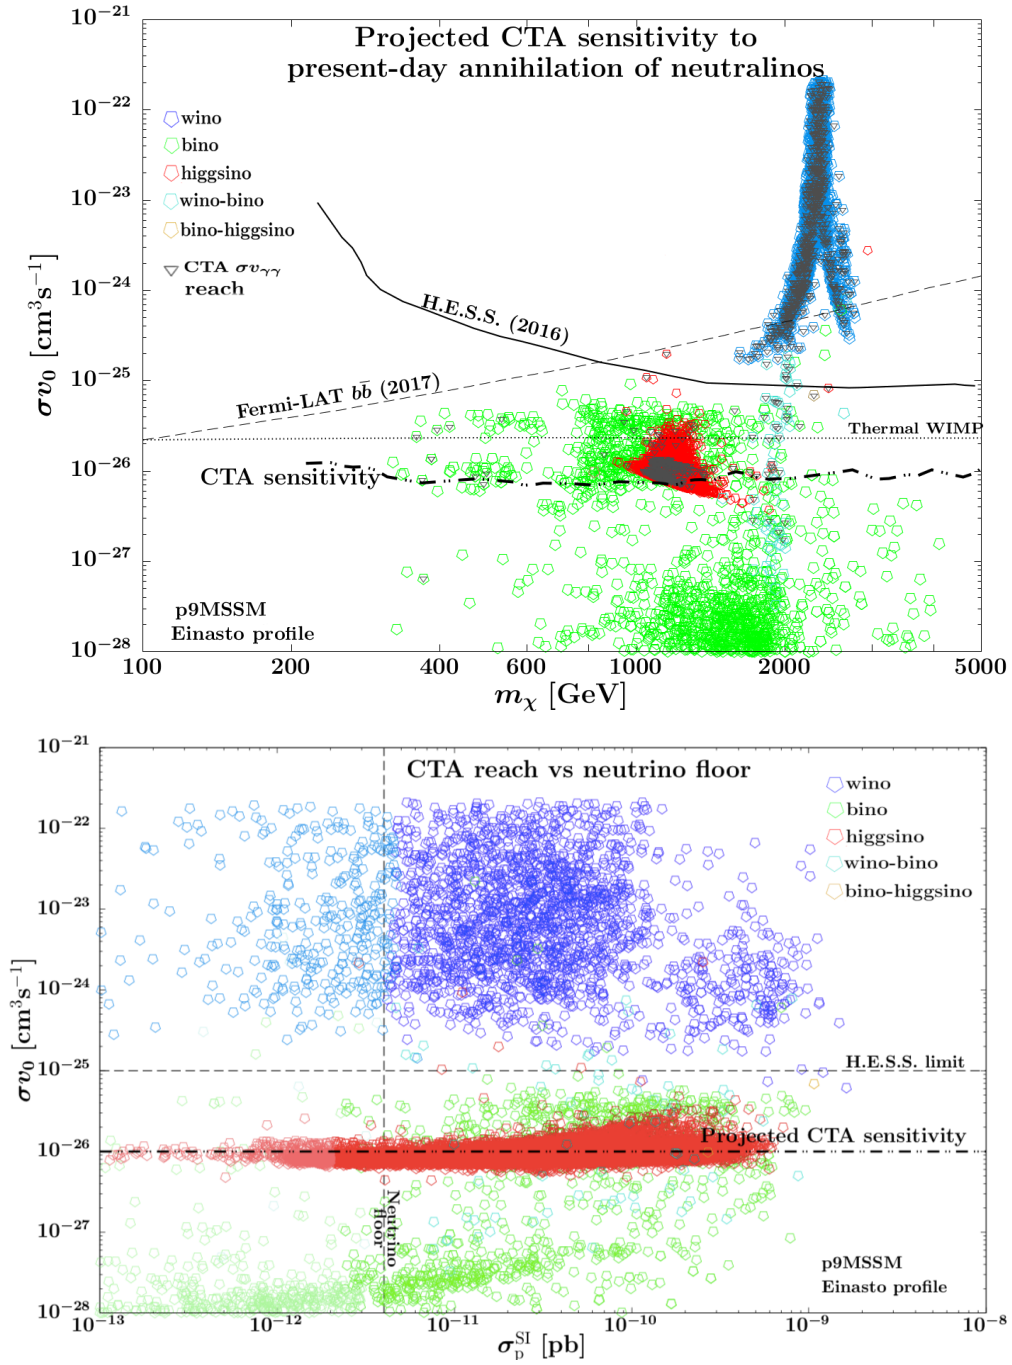 Projected CTA sensitivity to
present-day annihilation of neutralinos
10⁻²¹
10⁻²²
10⁻²³
10⁻²⁴
10⁻²⁵
10⁻²⁶
10⁻²⁷
10⁻²⁸
σv₀ [cm³s⁻¹]
wino
bino
higgsino
wino-bino
bino-higgsino
CTA σv_γγ
reach
H.E.S.S. (2016)
Fermi-LAT bb̄ (2017)
Thermal WIMP
CTA sensitivity
p9MSSM
Einasto profile
100 200 400 600 1000 2000 5000
m_χ [GeV]
CTA reach vs neutrino floor
10⁻²¹
10⁻²²
10⁻²³
10⁻²⁴
10⁻²⁵
10⁻²⁶
10⁻²⁷
10⁻²⁸
σv₀ [cm³s⁻¹]
wino
bino
higgsino
wino-bino
bino-higgsino
H.E.S.S. limit
Projected CTA sensitivity
Neutrino
floor
p9MSSM
Einasto profile
10⁻¹³ 10⁻¹² 10⁻¹¹ 10⁻¹⁰ 10⁻⁹ 10⁻⁸
σₚ^SI [pb]